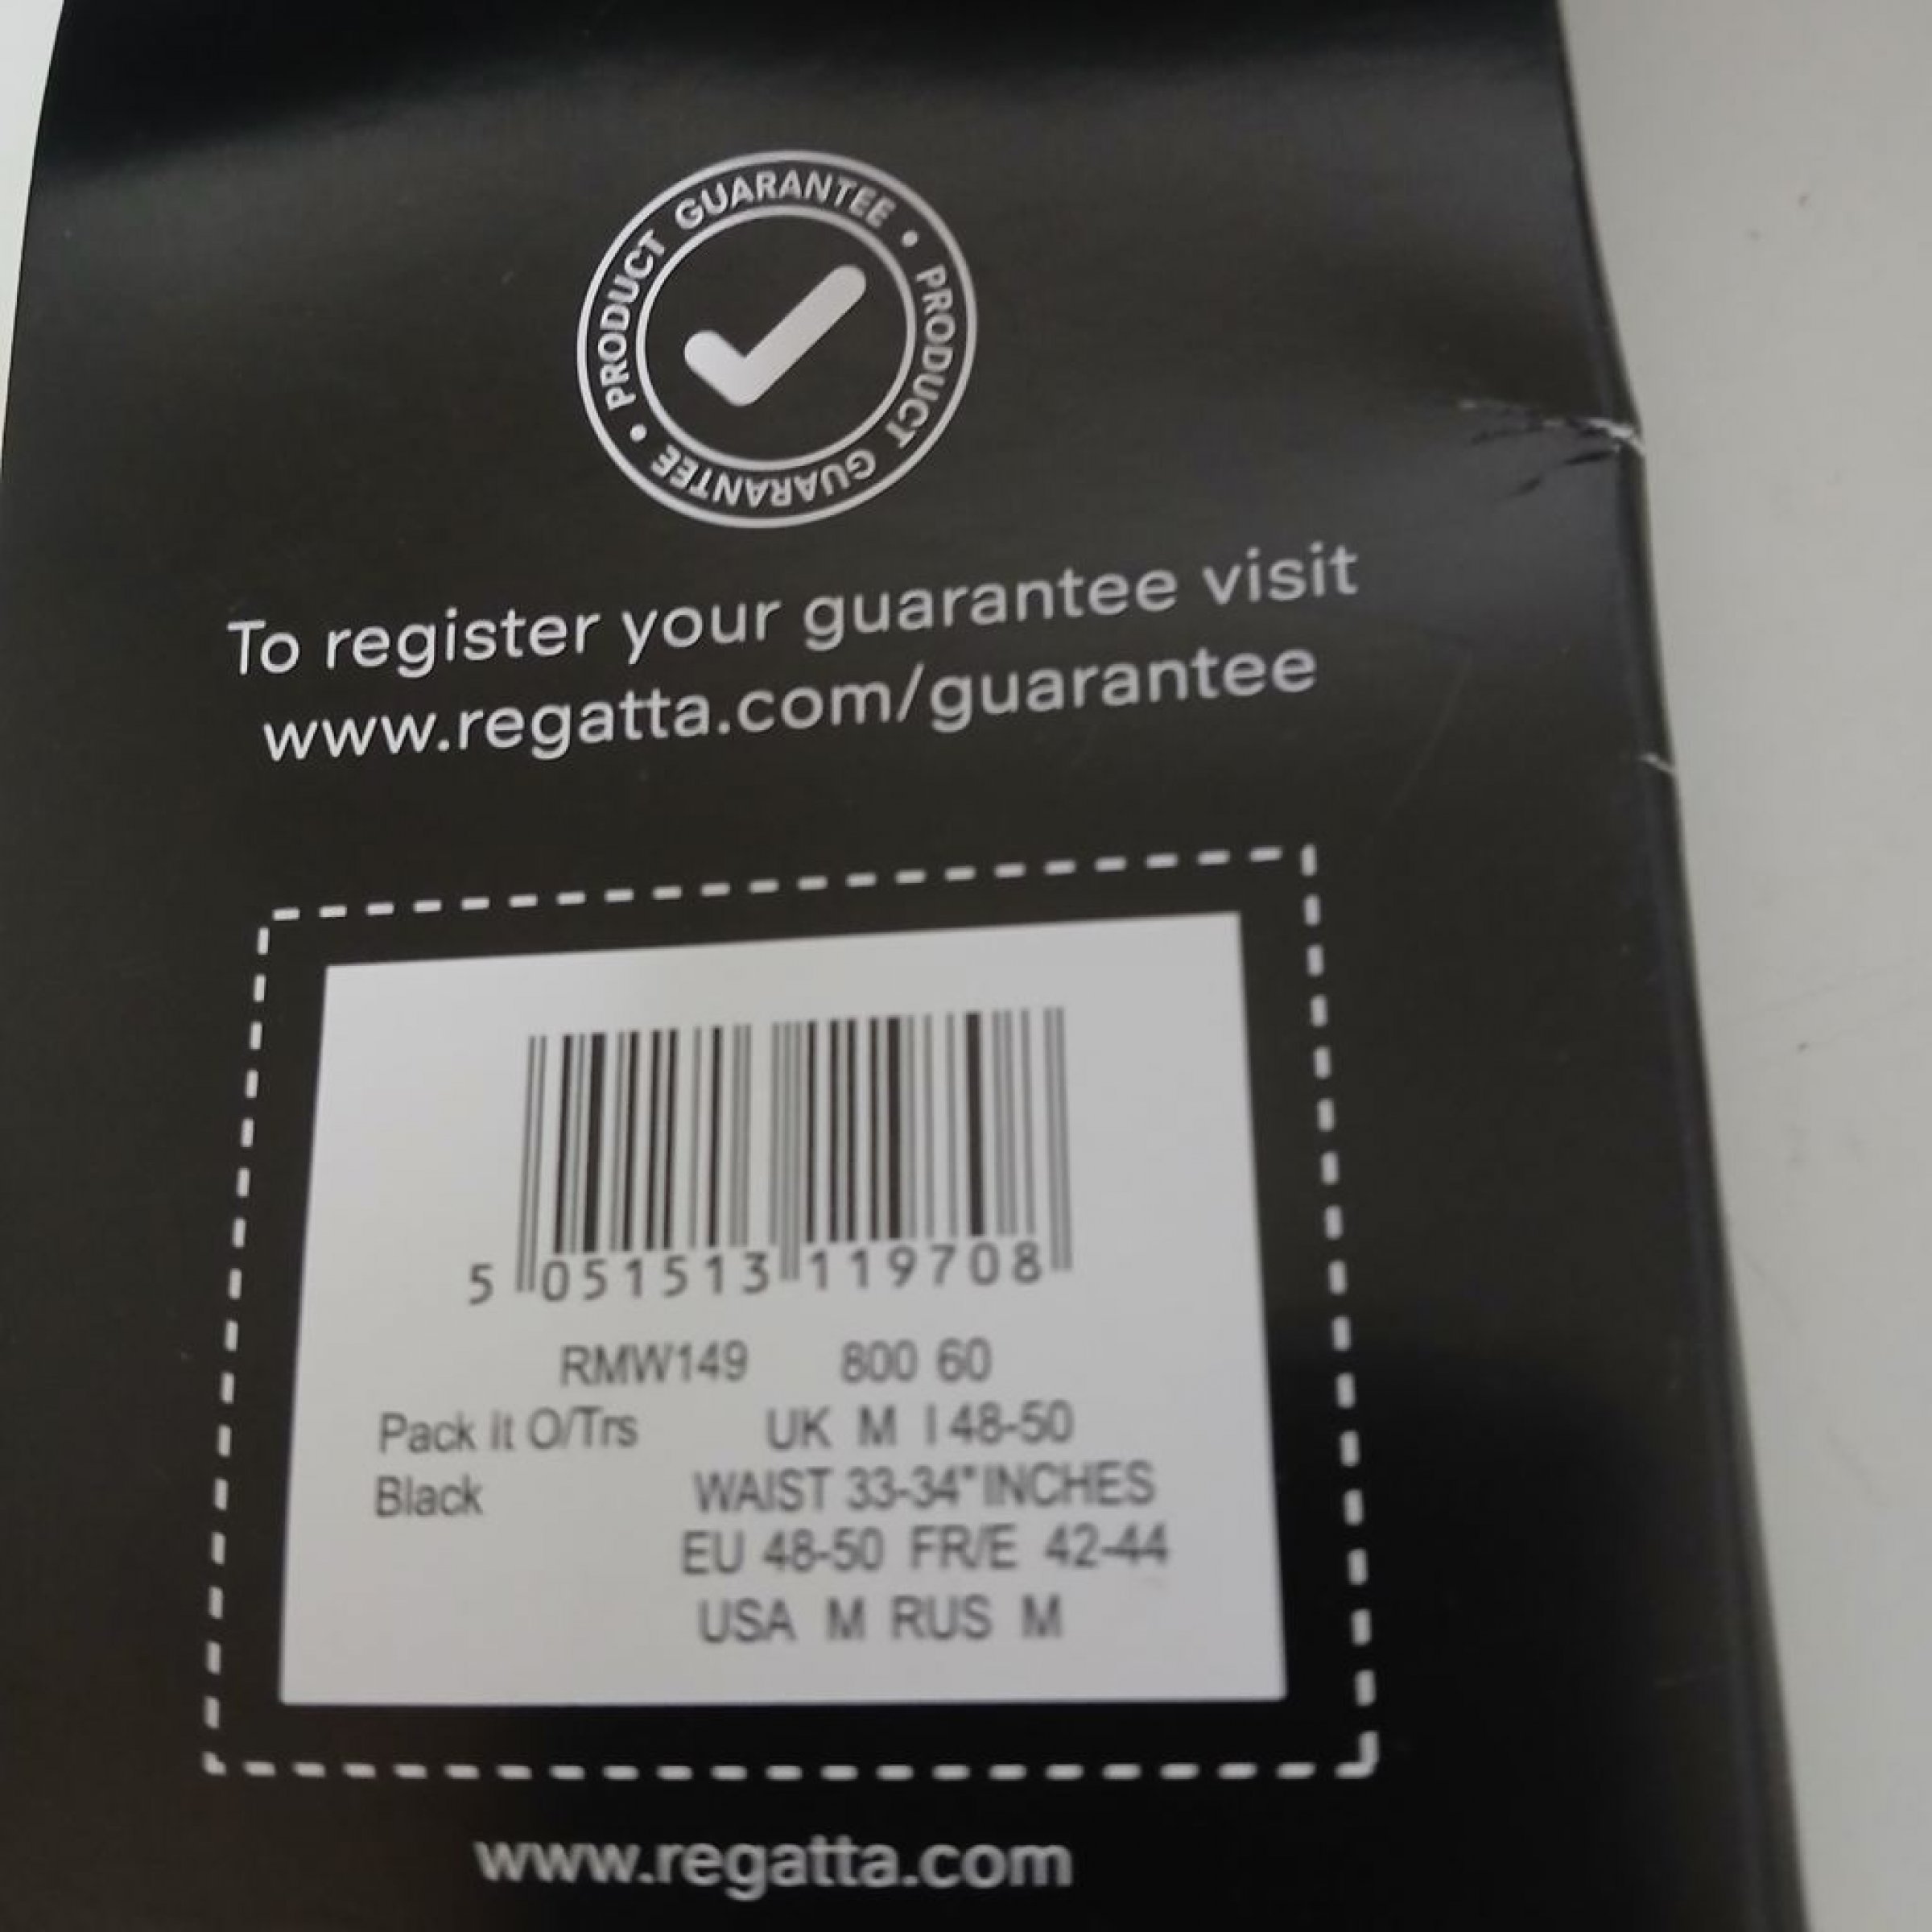 PRODUCT GUARANTEE • PRODUCT GUARANTEE •
To register your guarantee visit
www.regatta.com/guarantee
5 051513 119708
RMW149 800 60
Pack It O/Trs UK M I 48-50
Black WAIST 33-34" INCHES
EU 48-50 FR/E 42-44
USA M RUS M
www.regatta.com